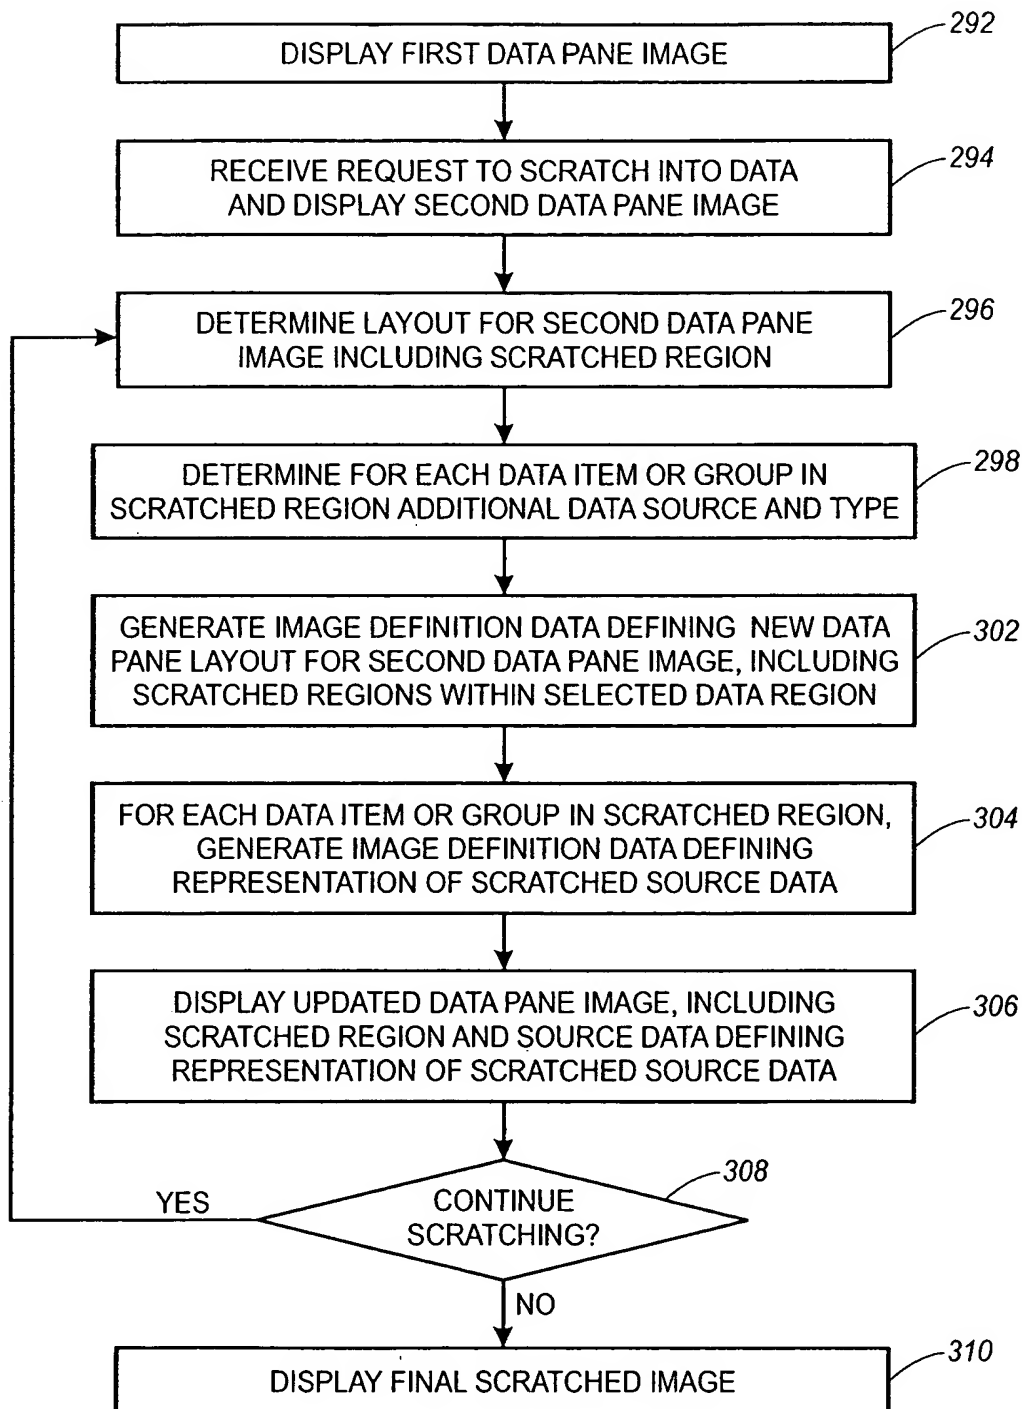 292
DISPLAY FIRST DATA PANE IMAGE
294
RECEIVE REQUEST TO SCRATCH INTO DATA
AND DISPLAY SECOND DATA PANE IMAGE
296
DETERMINE LAYOUT FOR SECOND DATA PANE
IMAGE INCLUDING SCRATCHED REGION
298
DETERMINE FOR EACH DATA ITEM OR GROUP IN
SCRATCHED REGION ADDITIONAL DATA SOURCE AND TYPE
302
GENERATE IMAGE DEFINITION DATA DEFINING NEW DATA
PANE LAYOUT FOR SECOND DATA PANE IMAGE, INCLUDING
SCRATCHED REGIONS WITHIN SELECTED DATA REGION
304
FOR EACH DATA ITEM OR GROUP IN SCRATCHED REGION,
GENERATE IMAGE DEFINITION DATA DEFINING
REPRESENTATION OF SCRATCHED SOURCE DATA
306
DISPLAY UPDATED DATA PANE IMAGE, INCLUDING
SCRATCHED REGION AND SOURCE DATA DEFINING
REPRESENTATION OF SCRATCHED SOURCE DATA
308
YES
CONTINUE
SCRATCHING?
NO
310
DISPLAY FINAL SCRATCHED IMAGE